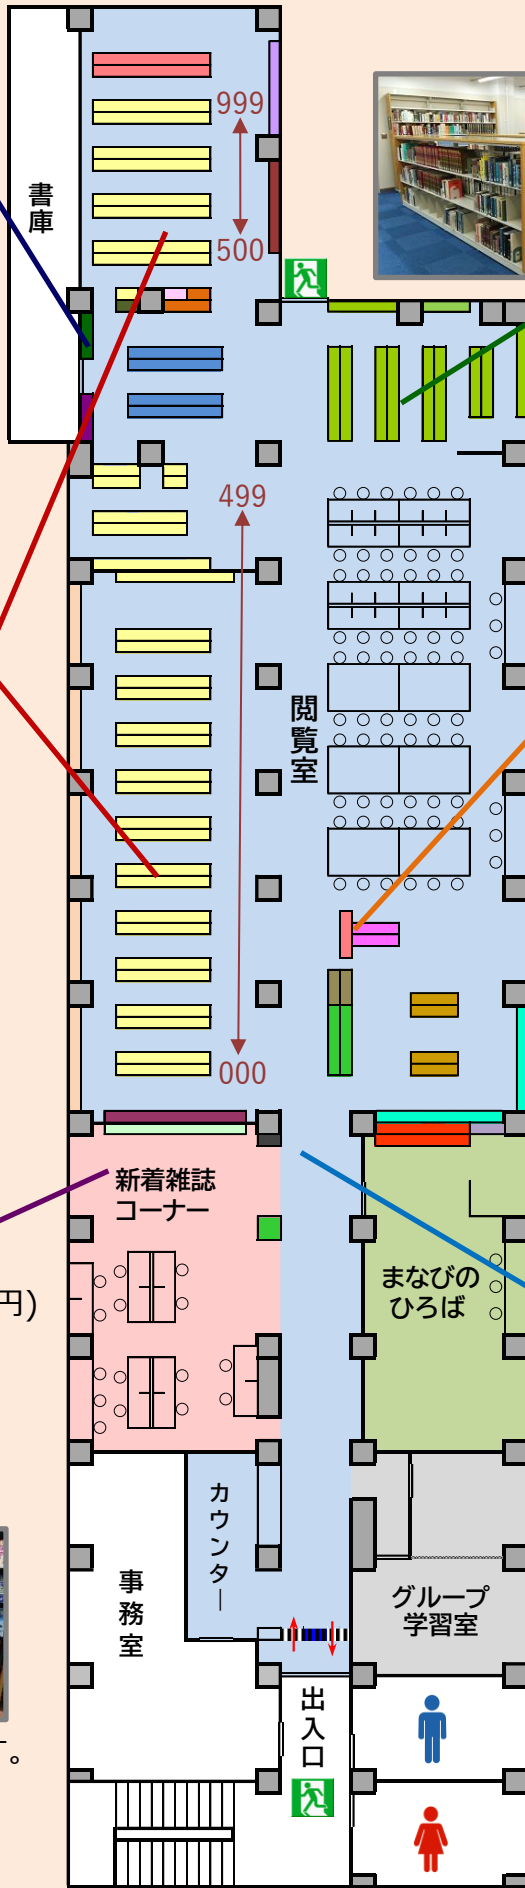 999
書庫
500
499
閲覧室
000
新着雑誌
コーナー
まなびの
ひろば
円)
カウンター
事務室
グループ
学習室
出入口
。